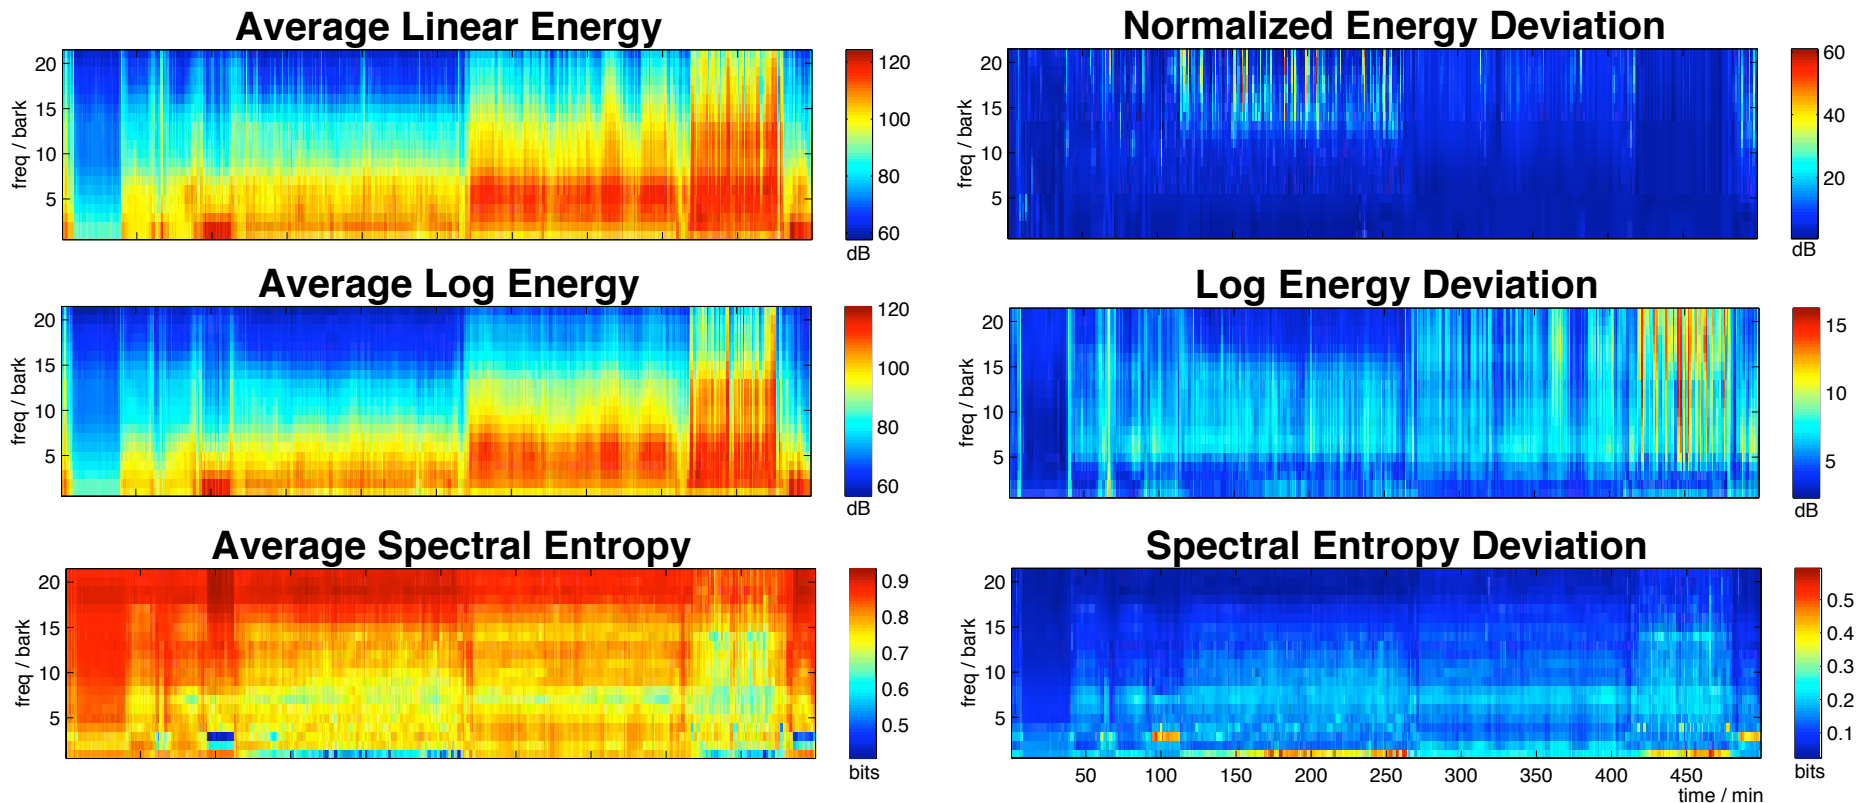 Average Linear Energy
20
15
10
5
freq / bark
120
100
80
60
dB
Normalized Energy Deviation
20
15
10
5
freq / bark
60
40
20
dB
Average Log Energy
20
15
10
5
freq / bark
120
100
80
60
dB
Log Energy Deviation
20
15
10
5
freq / bark
15
10
5
dB
Average Spectral Entropy
20
15
10
5
freq / bark
0.9
0.8
0.7
0.6
0.5
bits
Spectral Entropy Deviation
20
15
10
5
freq / bark
0.5
0.4
0.3
0.2
0.1
bits
50 100 150 200 250 300 350 400 450
time / min